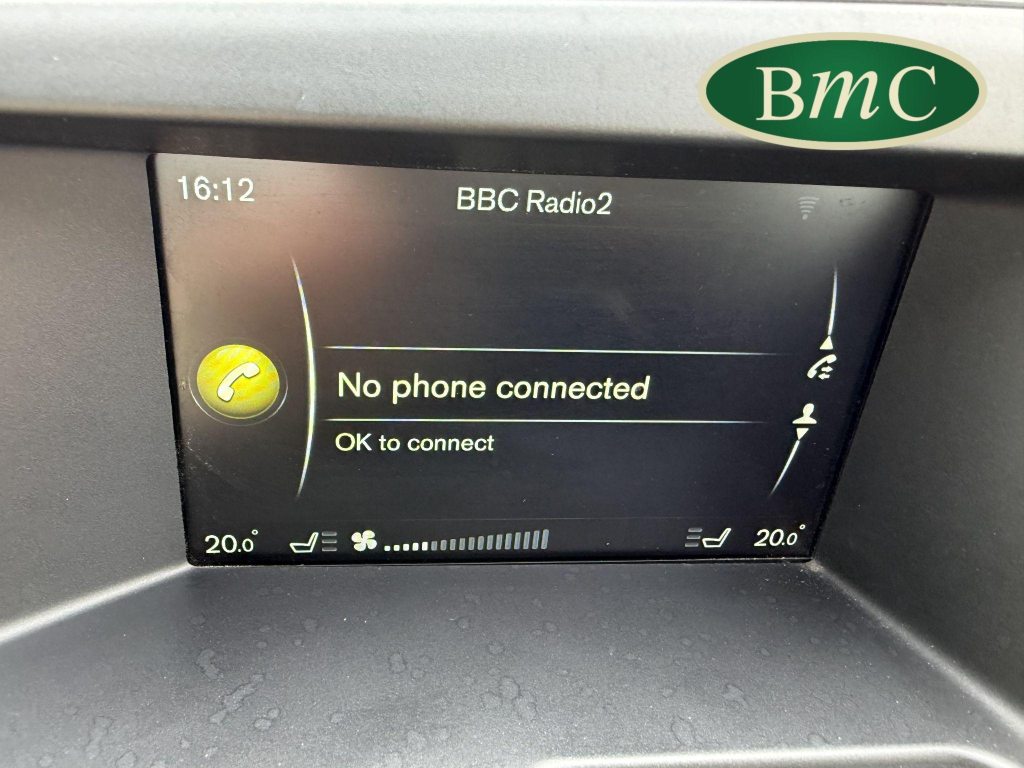 BmC
16:12
BBC Radio2
No phone connected
OK to connect
20.0°
20.0°